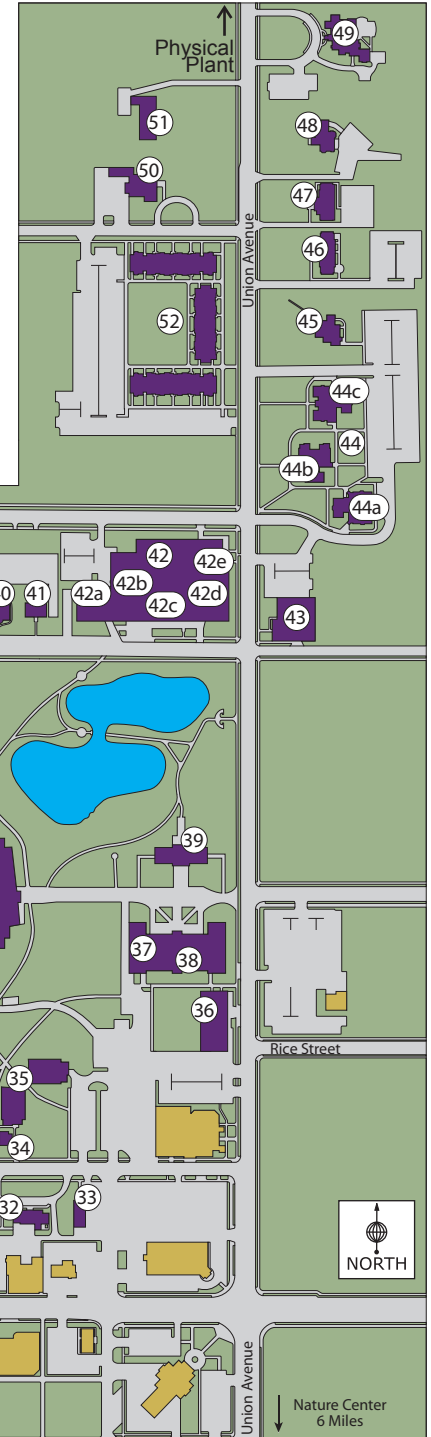 49
Physical
Plant
51
48
50
47
Union Avenue
46
52
45
44c
44
44b
44a
42
42e
42b
41
42a
42d
42c
43
39
37
38
36
Rice Street
35
34
33
32
NORTH
Union Avenue
Nature Center
6 Miles